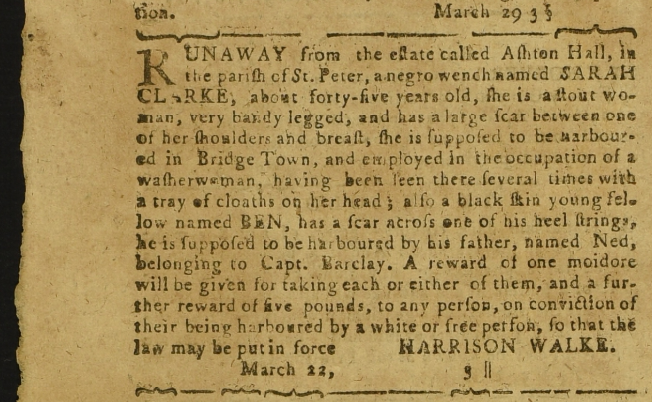 tion. March 29 3 §
RUNAWAY from the eſtate called Aſhton Hall, in
the pariſh of St. Peter, a negro wench named SARAH
CLARKE, about forty-five years old, ſhe is a ſtout wo-
man, very bandy legged, and has a large ſcar between one
of her ſhoulders and breaſt, ſhe is ſuppoſed to be harbour-
ed in Bridge Town, and employed in the occupation of a
waſherwoman, having been ſeen there ſeveral times with
a tray of cloaths on her head; alſo a black ſkin young fel-
low named BEN, has a ſcar acroſs one of his heel ſtrings,
he is ſuppoſed to be harboured by his father, named Ned,
belonging to Capt. Barclay. A reward of one moidore
will be given for taking each or either of them, and a fur-
ther reward of five pounds, to any perſon, on conviction of
their being harboured by a white or free perſon, ſo that the
law may be put in force HARRISON WALKE.
March 22, 3 ||